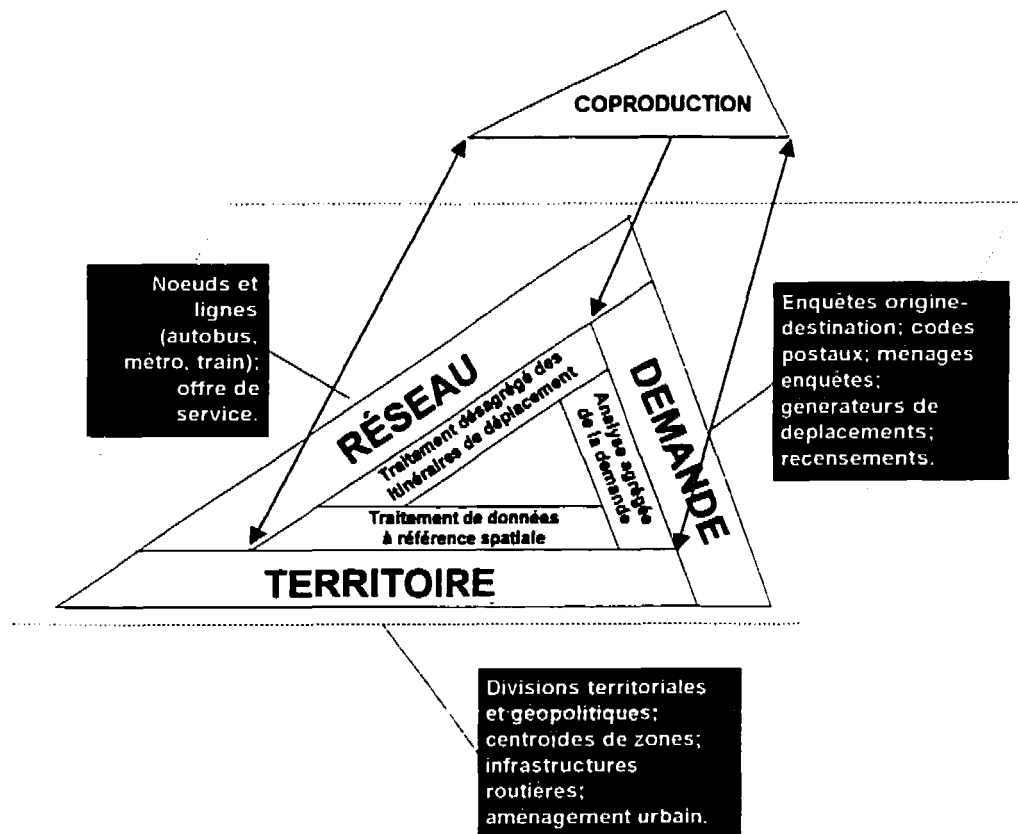 COPRODUCTION
Noeuds et
lignes
(autobus,
métro, train);
offre de
service.
Enquêtes origine-
destination; codes
postaux; ménages
enquêtes;
générateurs de
déplacements;
recensements.
RÉSEAU
Traitement désagrégé des
itinéraires de déplacement
DEMANDE
Analyse agrégée
de la demande
Traitement de données
à référence spatiale
TERRITOIRE
Divisions territoriales
et géopolitiques;
centroïdes de zones;
infrastructures
routières;
aménagement urbain.